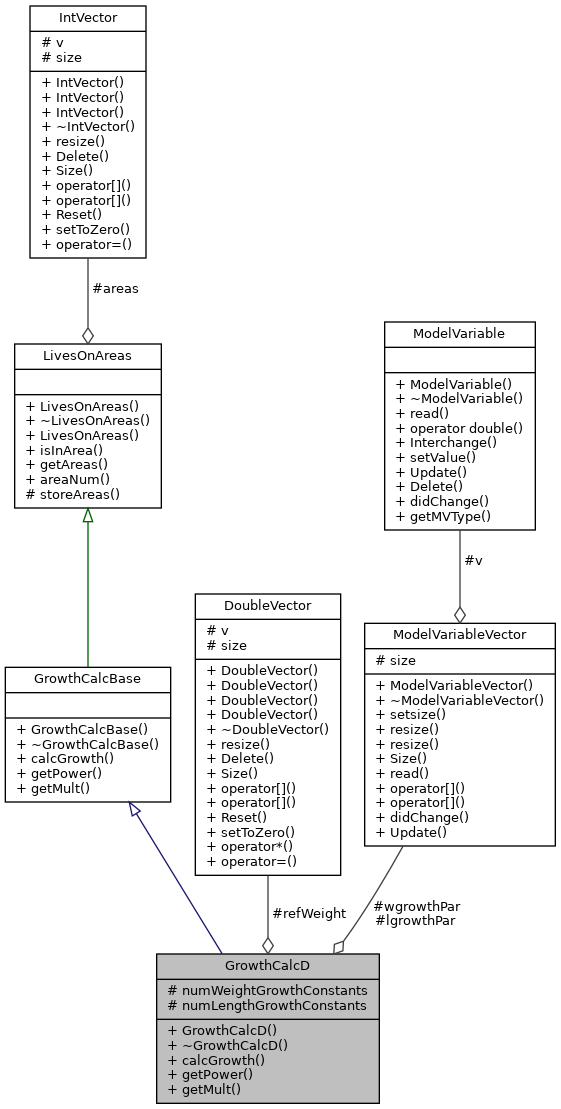 IntVector
# v
# size
+ IntVector()
+ IntVector()
+ IntVector()
+ ~IntVector()
+ resize()
+ Delete()
+ Size()
+ operator[]()
+ operator[]()
+ Reset()
+ setToZero()
+ operator=()
#areas
LivesOnAreas
+ LivesOnAreas()
+ ~LivesOnAreas()
+ LivesOnAreas()
+ isInArea()
+ getAreas()
+ areaNum()
# storeAreas()
ModelVariable
+ ModelVariable()
+ ~ModelVariable()
+ read()
+ operator double()
+ Interchange()
+ setValue()
+ Update()
+ Delete()
+ didChange()
+ getMVType()
#v
GrowthCalcBase
+ GrowthCalcBase()
+ ~GrowthCalcBase()
+ calcGrowth()
+ getPower()
+ getMult()
DoubleVector
# v
# size
+ DoubleVector()
+ DoubleVector()
+ DoubleVector()
+ DoubleVector()
+ ~DoubleVector()
+ resize()
+ Delete()
+ Size()
+ operator[]()
+ operator[]()
+ Reset()
+ setToZero()
+ operator*()
+ operator=()
ModelVariableVector
# size
+ ModelVariableVector()
+ ~ModelVariableVector()
+ setsize()
+ resize()
+ resize()
+ Size()
+ read()
+ operator[]()
+ operator[]()
+ didChange()
+ Update()
#refWeight
#wgrowthPar
#lgrowthPar
GrowthCalcD
# numWeightGrowthConstants
# numLengthGrowthConstants
+ GrowthCalcD()
+ ~GrowthCalcD()
+ calcGrowth()
+ getPower()
+ getMult()